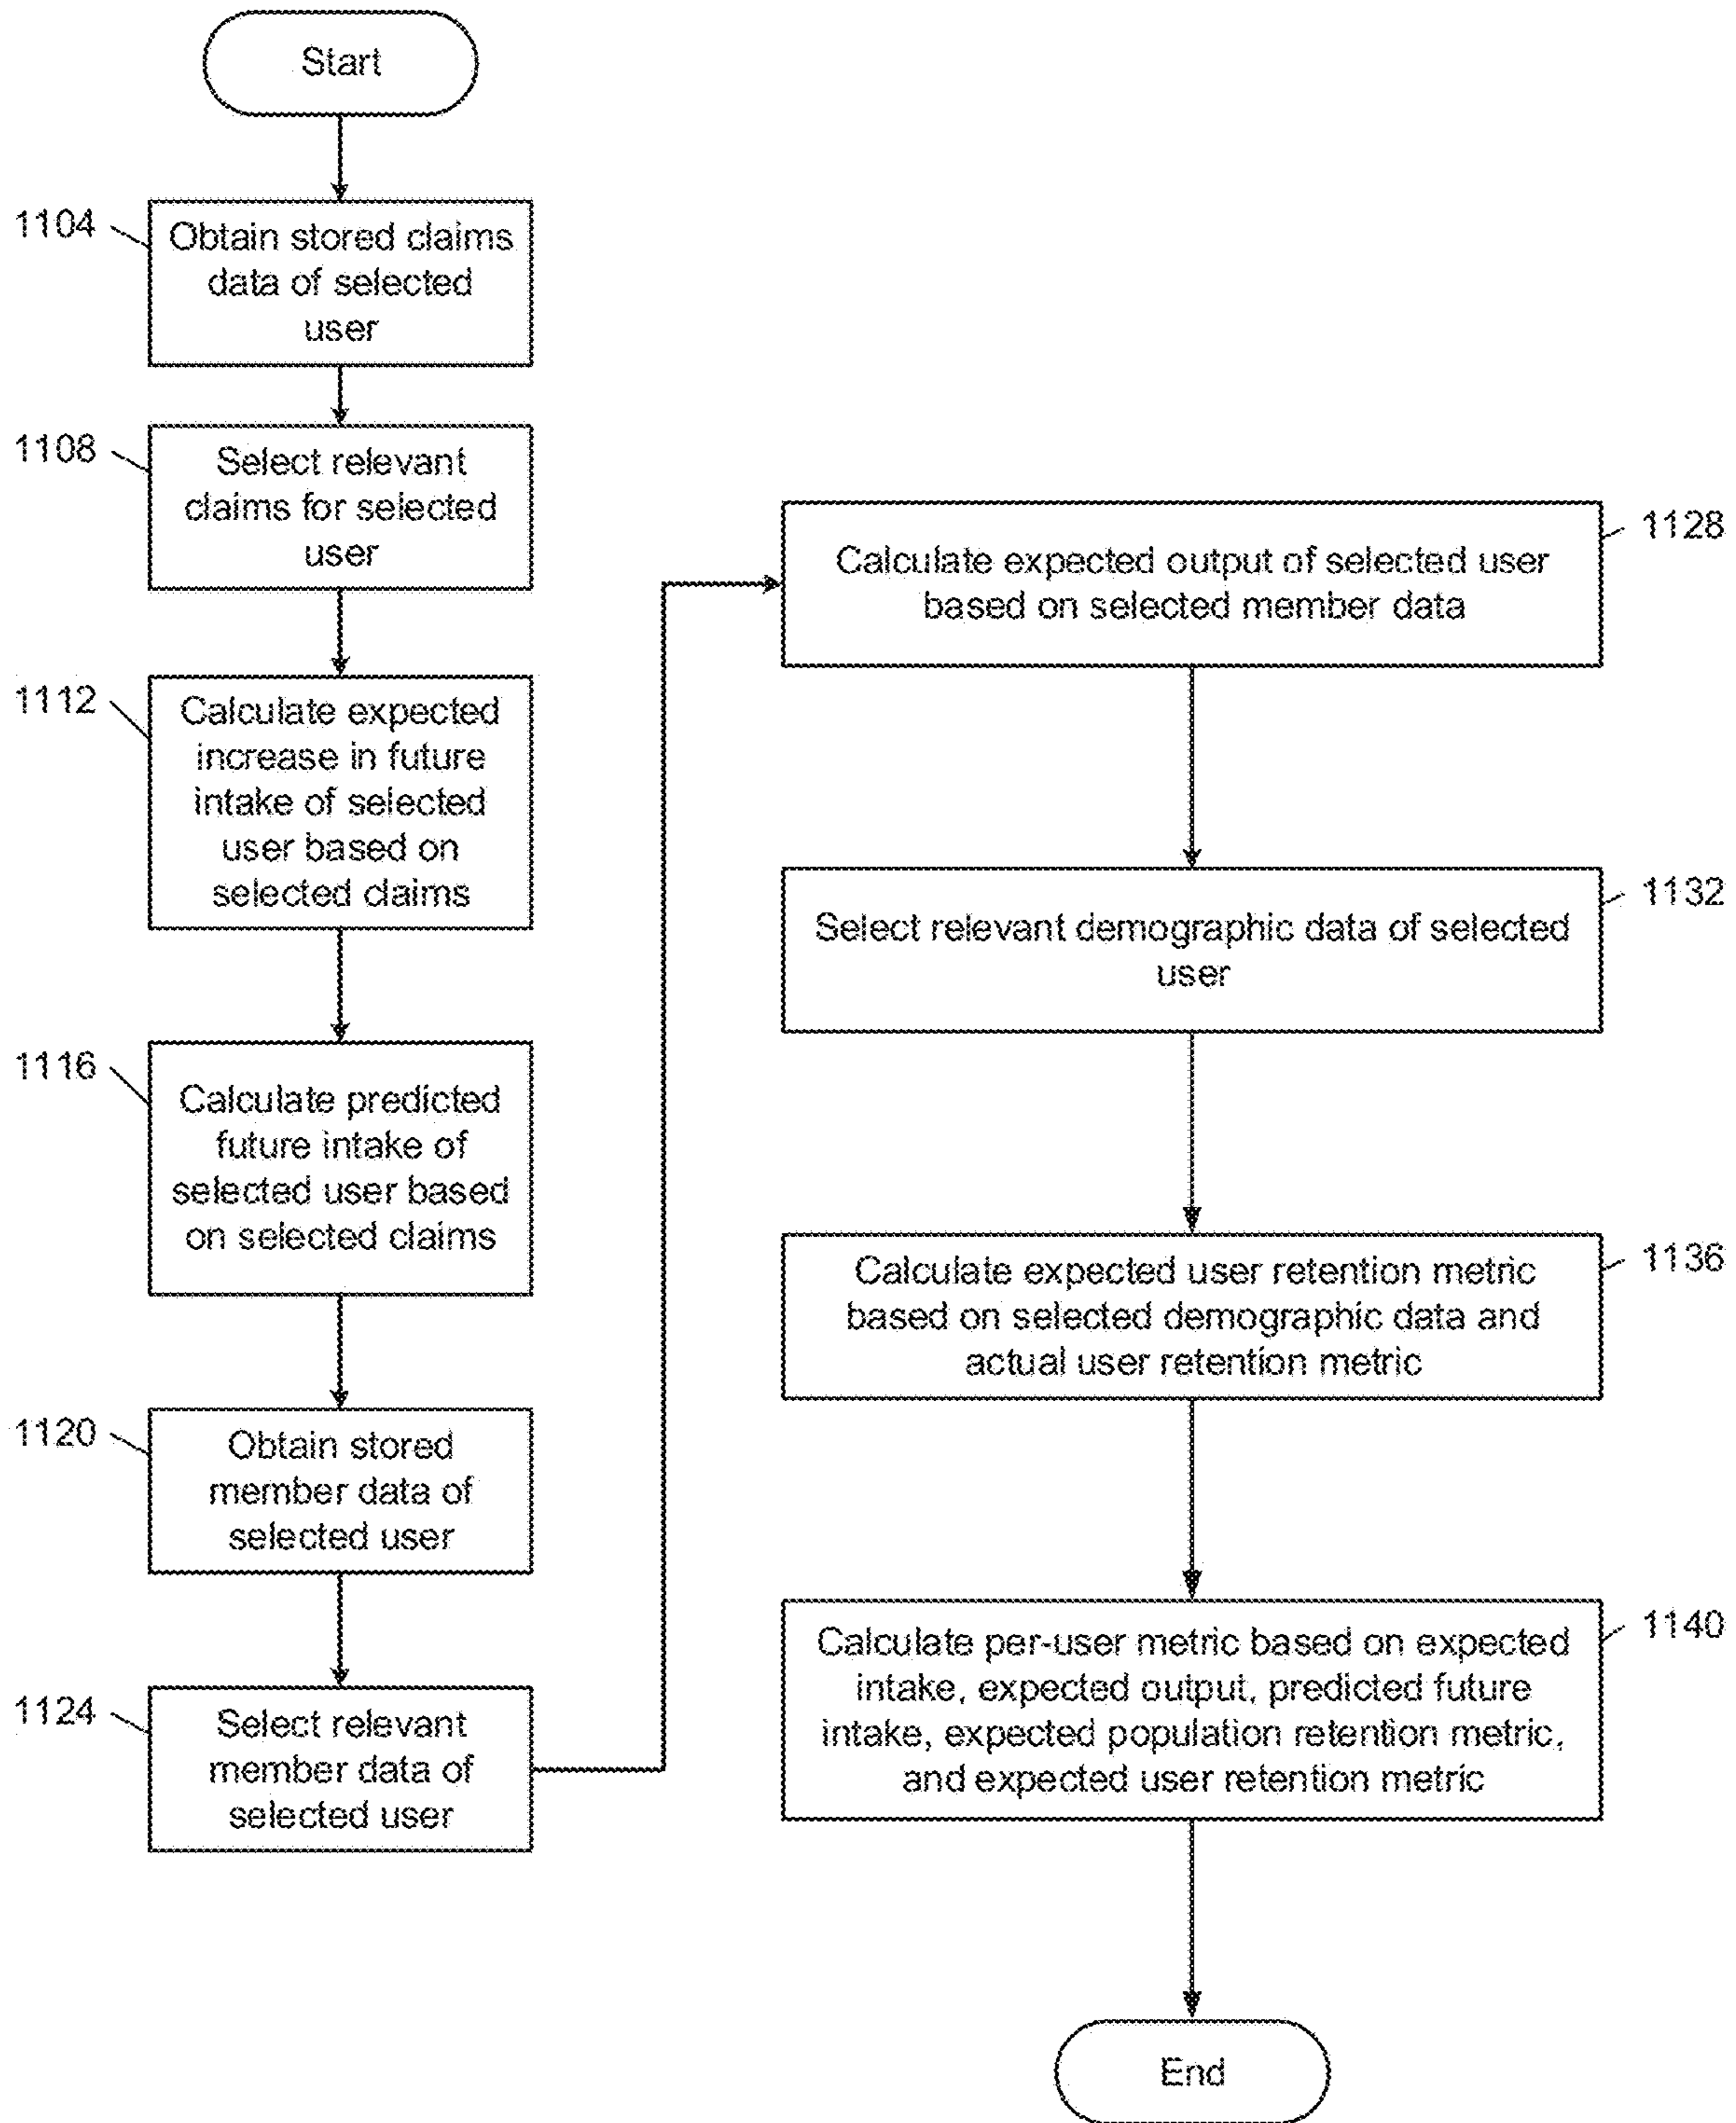 Start
1104
Obtain stored claims
data of selected
user
1108
Select relevant
claims for selected
user
1112
Calculate expected
increase in future
intake of selected
user based on
selected claims
1116
Calculate predicted
future intake of
selected user based
on selected claims
1120
Obtain stored
member data of
selected user
1124
Select relevant
member data of
selected user
1128
Calculate expected output of selected user
based on selected member data
1132
Select relevant demographic data of selected
user
1136
Calculate expected user retention metric
based on selected demographic data and
actual user retention metric
1140
Calculate per-user metric based on expected
intake, expected output, predicted future
intake, expected population retention metric,
and expected user retention metric
End